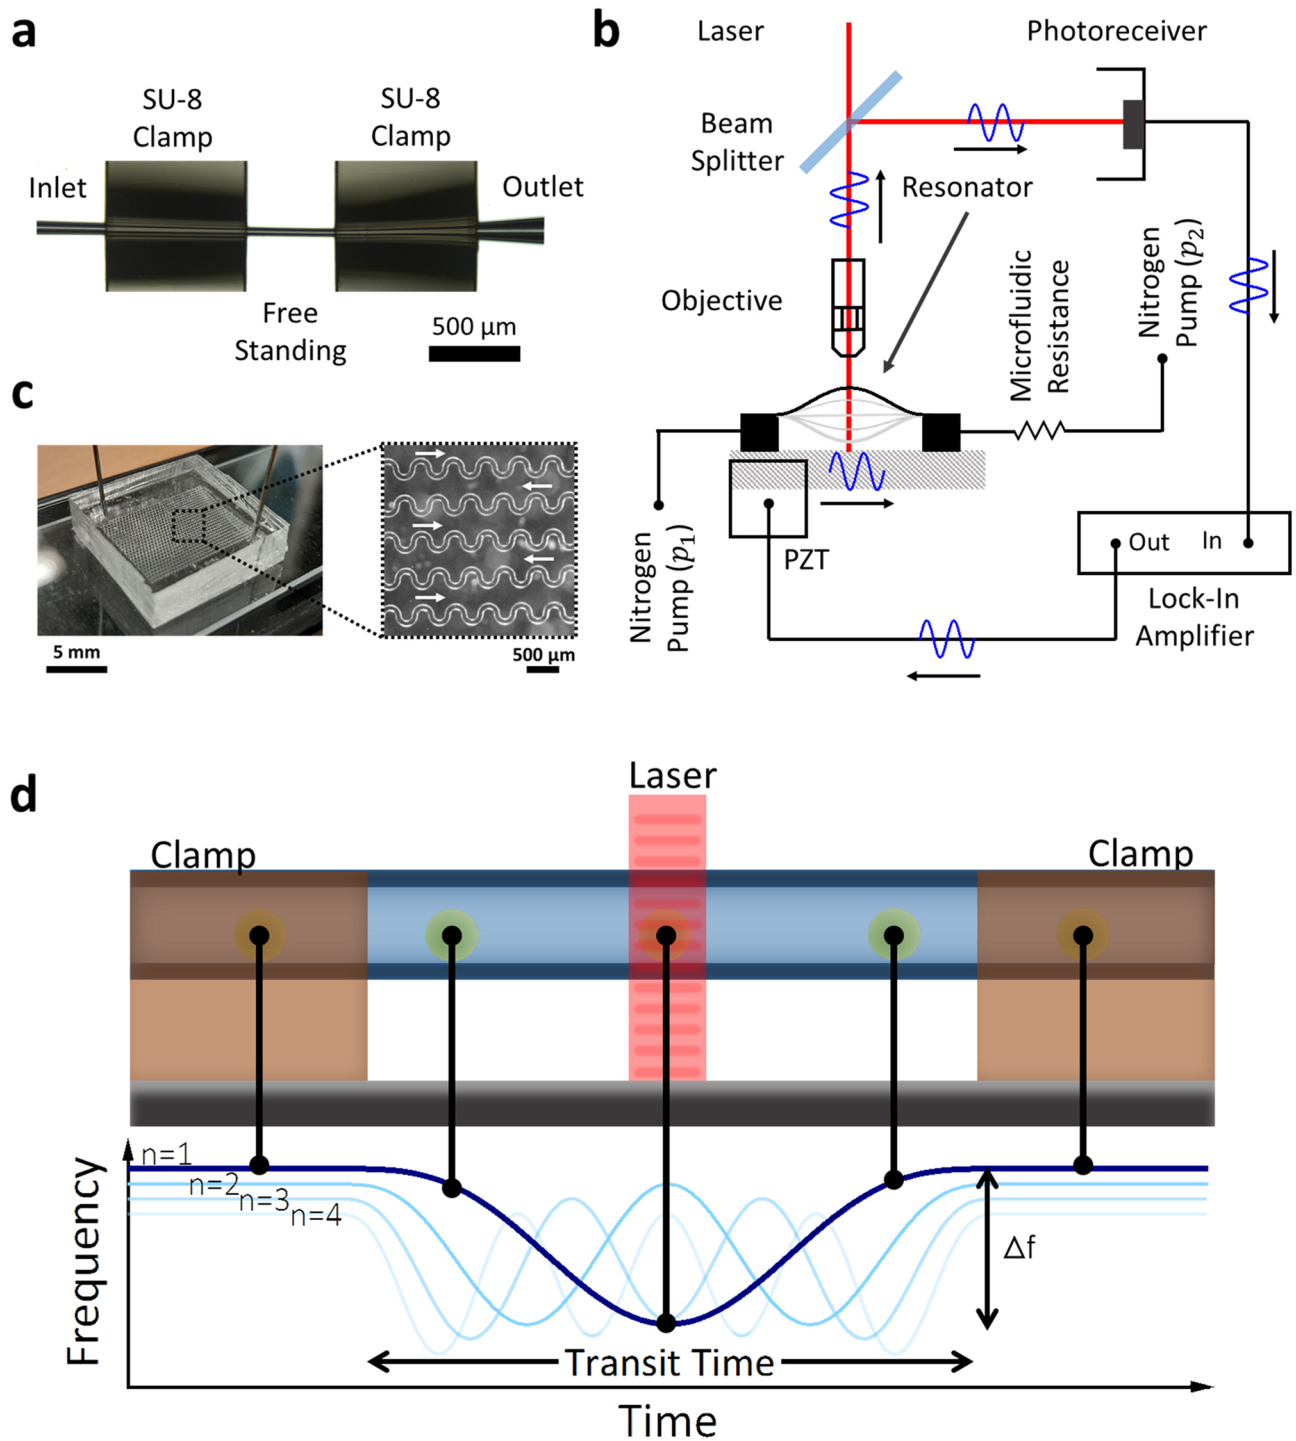 a
SU-8
Clamp
SU-8
Clamp
Inlet
Outlet
Free
Standing
500 µm
b
Laser
Photoreceiver
Beam
Splitter
Resonator
Objective
Microfluidic
Resistance
Nitrogen
Pump (p₂)
Nitrogen
Pump (p₁)
PZT
Out
In
Lock-In
Amplifier
c
5 mm
500 µm
d
Laser
Clamp
Clamp
n=1
n=2
n=3
n=4
Δf
Frequency
Transit Time
Time